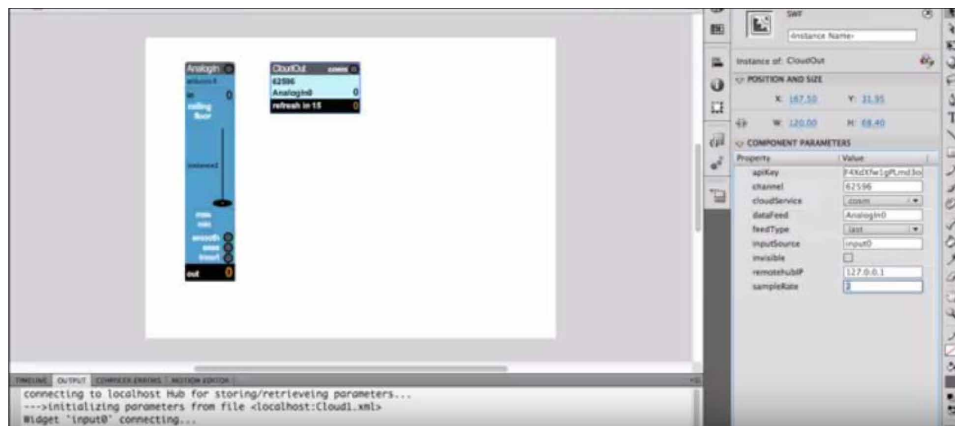 SWF
<Instance Name>
Instance of: CloudOut
POSITION AND SIZE
X: 167.50 Y: 31.95
W: 120.00 H: 68.40
COMPONENT PARAMETERS
Property Value
apiKey
channel 62596
cloudService cosm
dataFeed AnalogIn0
feedType last
inputSource input0
invisible
remotehubIP 127.0.0.1
sampleRate
AnalogIn
in 0
ceiling
floor
instance2
max
min
smooth
ease
invert
out 0
CloudOut cosm
62596
AnalogIn0 0
refresh in 15 0
TIMELINE OUTPUT COMPILER ERRORS MOTION EDITOR
connecting to localhost Hub for storing/retrieveing parameters...
--->initializing parameters from file <localhost:Cloud1.xml>
Widget 'input0' connecting...